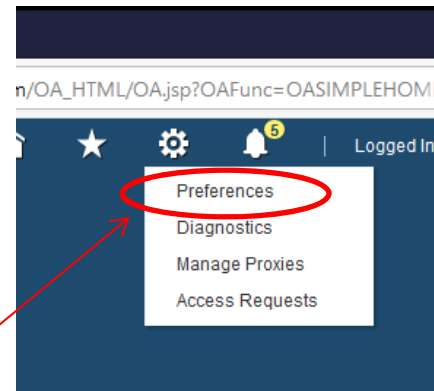 m/OA_HTML/OA.jsp?OAFunc=OASIMPLEHOM
5
| Logged In
Preferences
Diagnostics
Manage Proxies
Access Requests